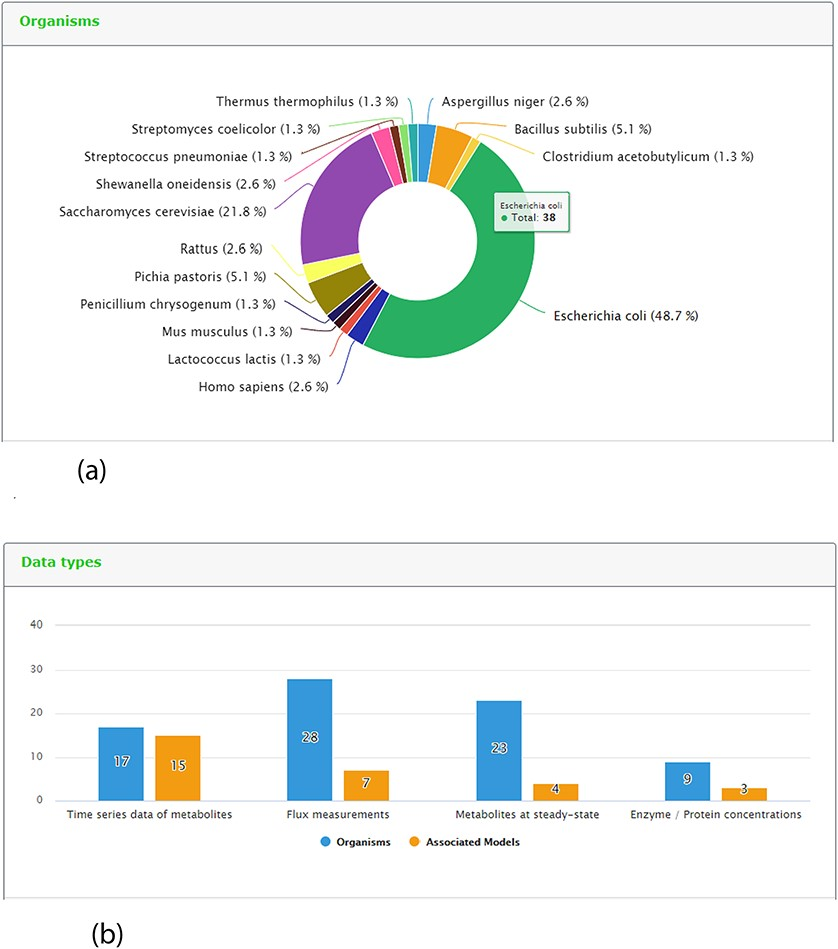 Organisms
Thermus thermophilus (1.3 %)
Aspergillus niger (2.6 %)
Streptomyces coelicolor (1.3 %)
Bacillus subtilis (5.1 %)
Streptococcus pneumoniae (1.3 %)
Clostridium acetobutylicum (1.3 %)
Shewanella oneidensis (2.6 %)
Saccharomyces cerevisiae (21.8 %)
Escherichia coli
Total: 38
Rattus (2.6 %)
Pichia pastoris (5.1 %)
Penicillium chrysogenum (1.3 %)
Escherichia coli (48.7 %)
Mus musculus (1.3 %)
Lactococcus lactis (1.3 %)
Homo sapiens (2.6 %)
(a)
Data types
40
30
20
10
0
17
15
28
7
23
4
9
3
Time series data of metabolites
Flux measurements
Metabolites at steady-state
Enzyme / Protein concentrations
Organisms
Associated Models
(b)